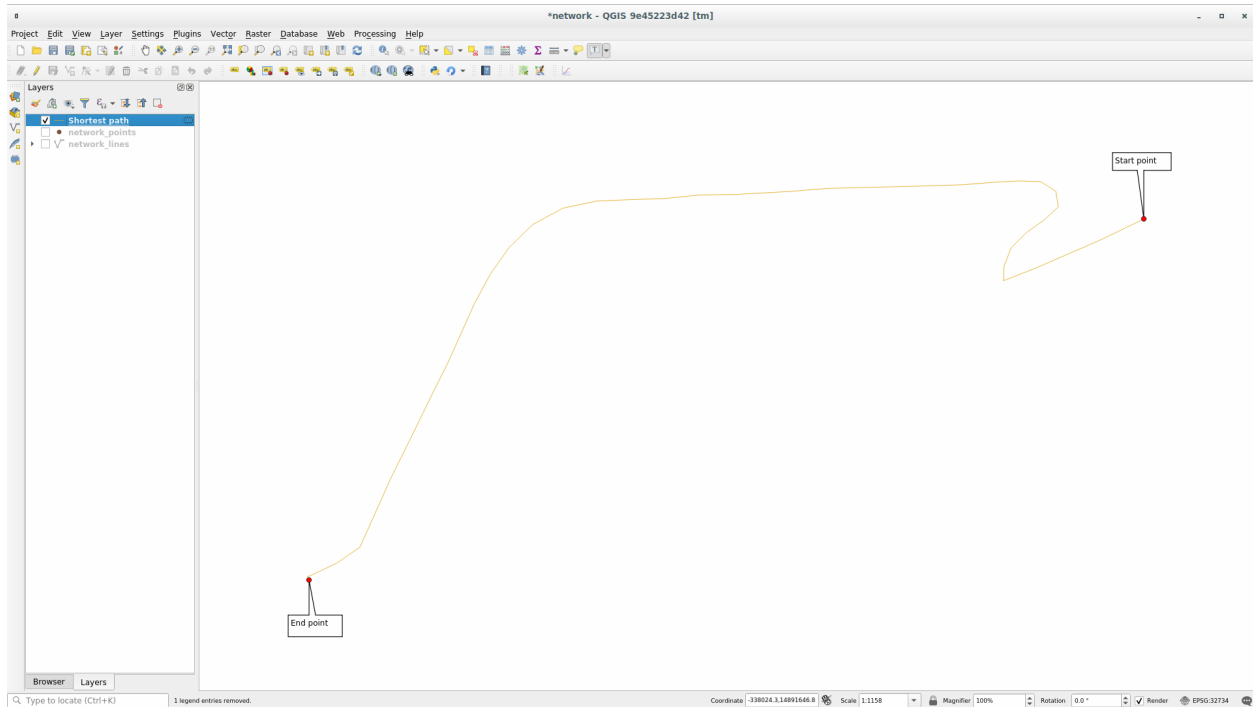 *network - QGIS 9e45223d42 [tm]
Project Edit View Layer Settings Plugins Vector Raster Database Web Processing Help
Layers
Shortest path
network_points
network_lines
Start point
End point
Browser Layers
Type to locate (Ctrl+K) 1 legend entries removed. Coordinate -338024.3,14891646.8 Scale 1:1158 Magnifier 100% Rotation 0.0 ° Render EPSG:32734